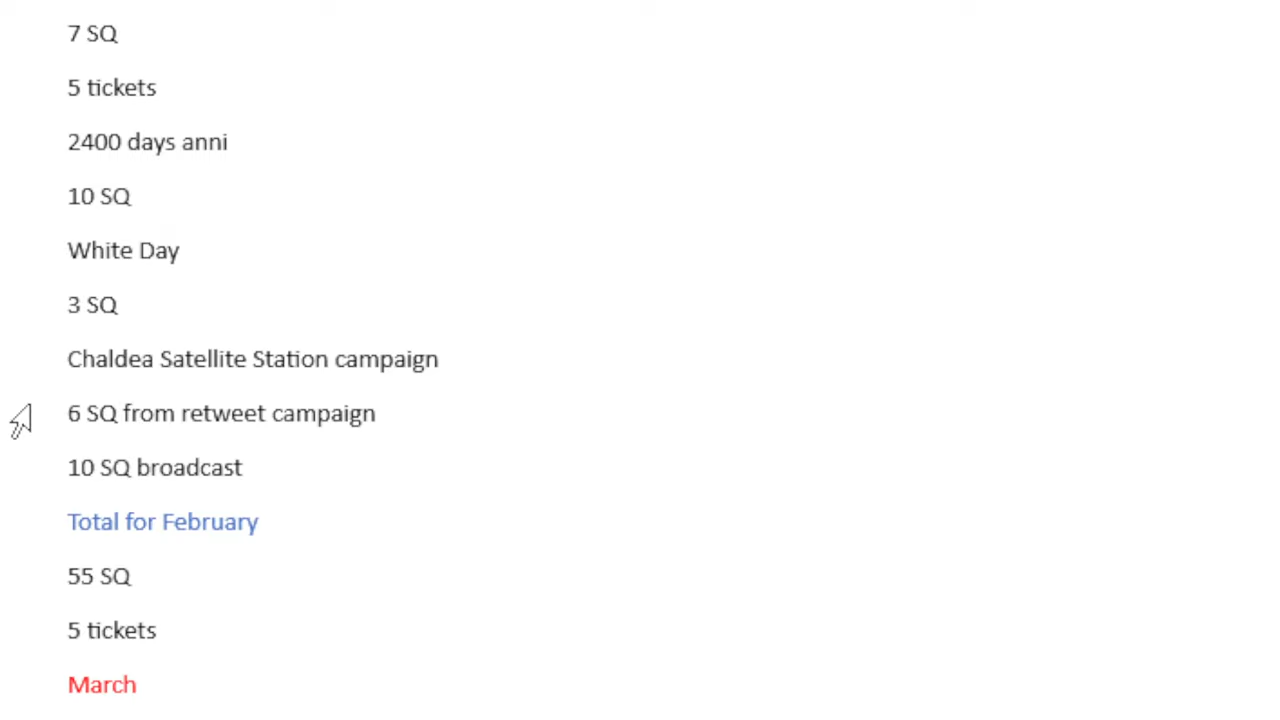 7 SQ
5 tickets
2400 days anni
10 SQ
White Day
3 SQ
Chaldea Satellite Station campaign
6 SQ from retweet campaign
10 SQ broadcast
Total for February
55 SQ
5 tickets
March